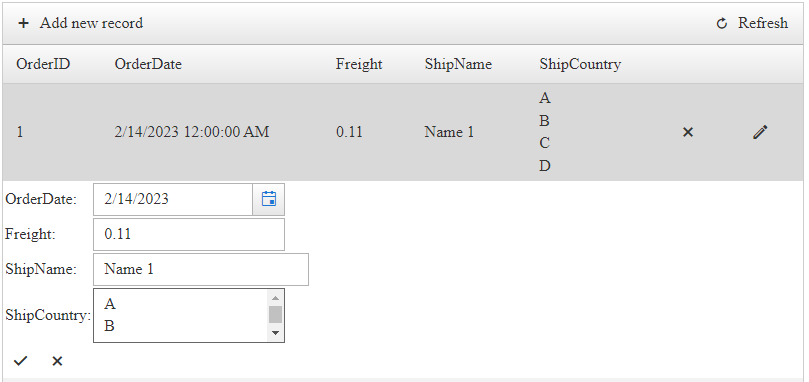 Add new record Refresh
OrderID OrderDate Freight ShipName ShipCountry
A
B
1 2/14/2023 12:00:00 AM 0.11 Name 1
C
D
OrderDate: 2/14/2023
Freight: 0.11
ShipName: Name 1
ShipCountry: A
B